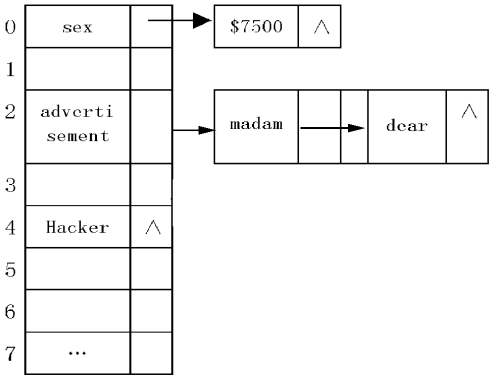 0 sex $7500 ∧
1
2 adverti
sement madam dear ∧
3
4 Hacker ∧
5
6
7 …